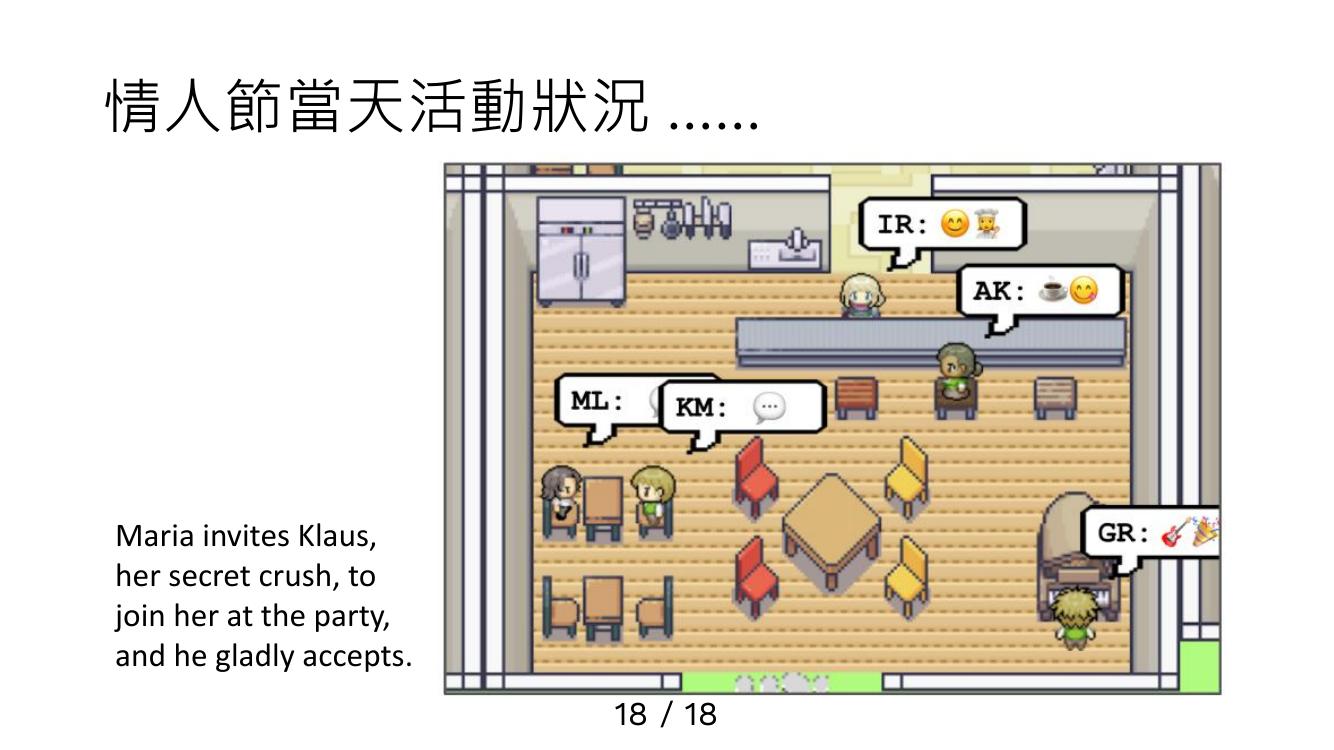 情人節當天活動狀況 ……
IR: 😊👩‍🍳
AK: ☕😋
ML:
KM: 💬
GR: 🎸🎉
Maria invites Klaus,
her secret crush, to
join her at the party,
and he gladly accepts.
18 / 18